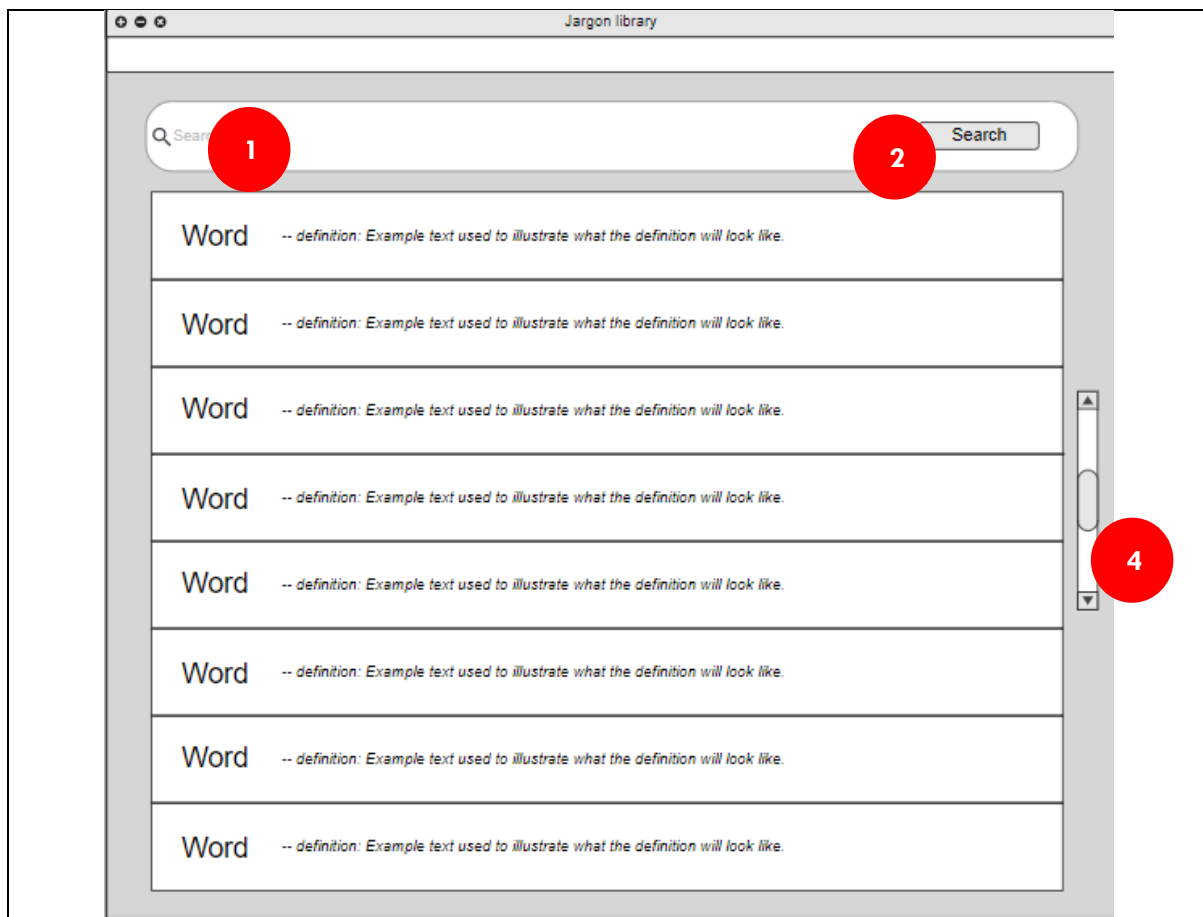 Jargon library
Sear
1
2
Search
Word -- definition: Example text used to illustrate what the definition will look like.
Word -- definition: Example text used to illustrate what the definition will look like.
Word -- definition: Example text used to illustrate what the definition will look like.
Word -- definition: Example text used to illustrate what the definition will look like.
Word -- definition: Example text used to illustrate what the definition will look like.
Word -- definition: Example text used to illustrate what the definition will look like.
Word -- definition: Example text used to illustrate what the definition will look like.
Word -- definition: Example text used to illustrate what the definition will look like.
4